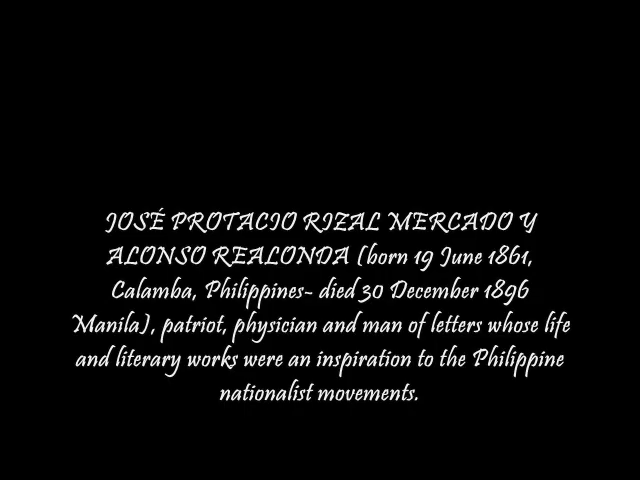 JOSÉ PROTACIO RIZAL MERCADO Y
ALONSO REALONDA (born 19 June 1861,
Calamba, Philippines- died 30 December 1896
Manila), patriot, physician and man of letters whose life
and literary works were an inspiration to the Philippine
nationalist movements.